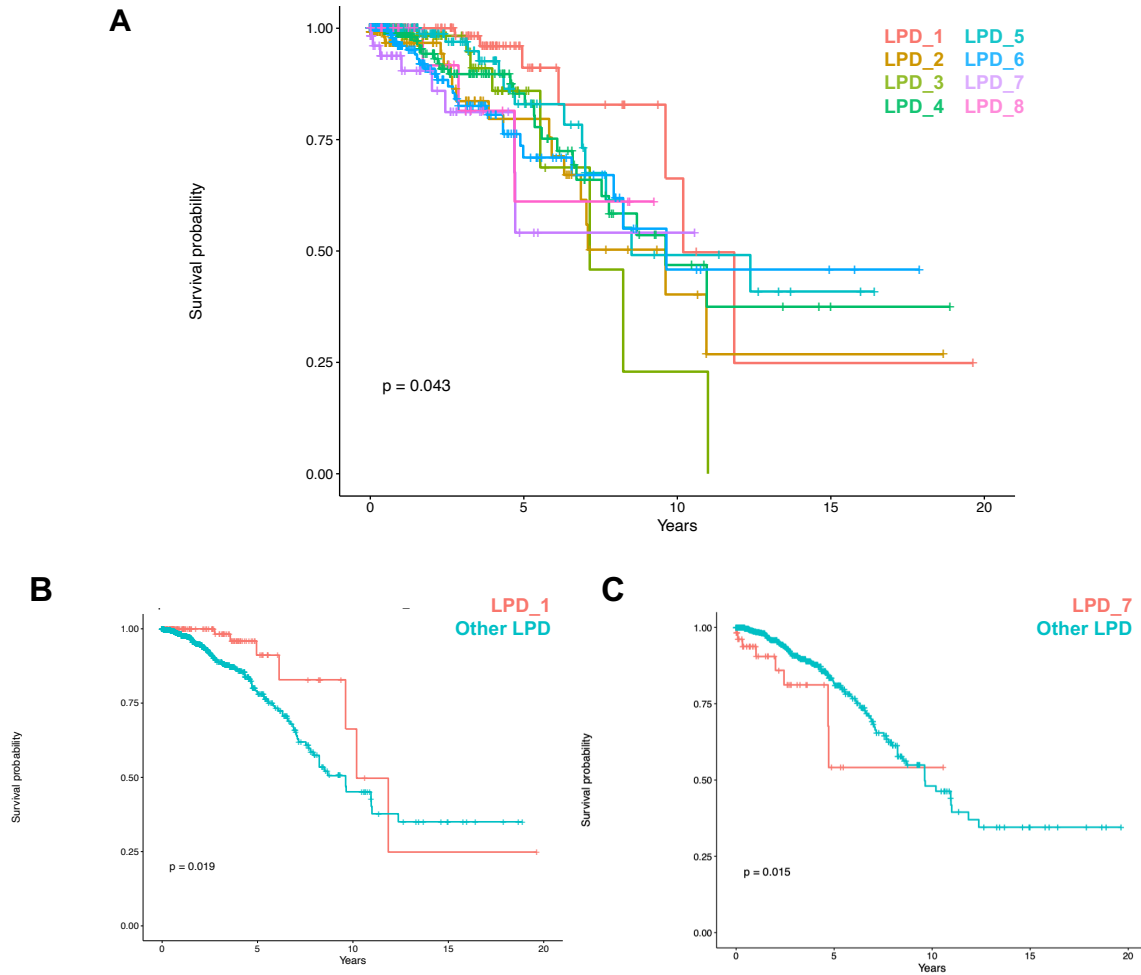 A
LPD_1 LPD_5
LPD_2 LPD_6
LPD_3 LPD_7
LPD_4 LPD_8
1.00
0.75
0.50
0.25
0.00
Survival probability
p = 0.043
0 5 10 15 20
Years
B
LPD_1
Other LPD
1.00
0.75
0.50
0.25
0.00
Survival probability
p = 0.019
0 5 10 15 20
Years
C
LPD_7
Other LPD
1.00
0.75
0.50
0.25
0.00
Survival probability
p = 0.015
0 5 10 15 20
Years